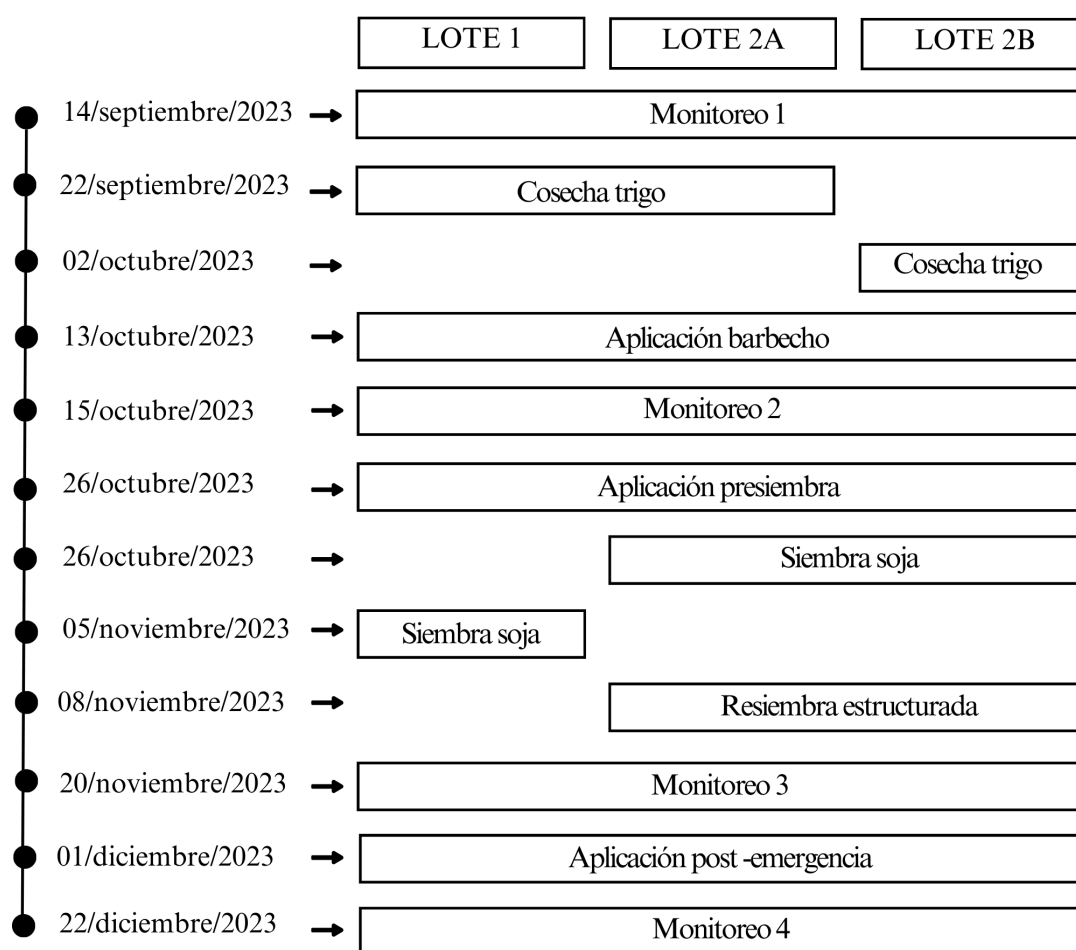 LOTE 1 LOTE 2A LOTE 2B
14/septiembre/2023 Monitoreo 1
22/septiembre/2023 Cosecha trigo
02/octubre/2023 Cosecha trigo
13/octubre/2023 Aplicación barbecho
15/octubre/2023 Monitoreo 2
26/octubre/2023 Aplicación presiembra
26/octubre/2023 Siembra soja
05/noviembre/2023 Siembra soja
08/noviembre/2023 Resiembra estructurada
20/noviembre/2023 Monitoreo 3
01/diciembre/2023 Aplicación post -emergencia
22/diciembre/2023 Monitoreo 4